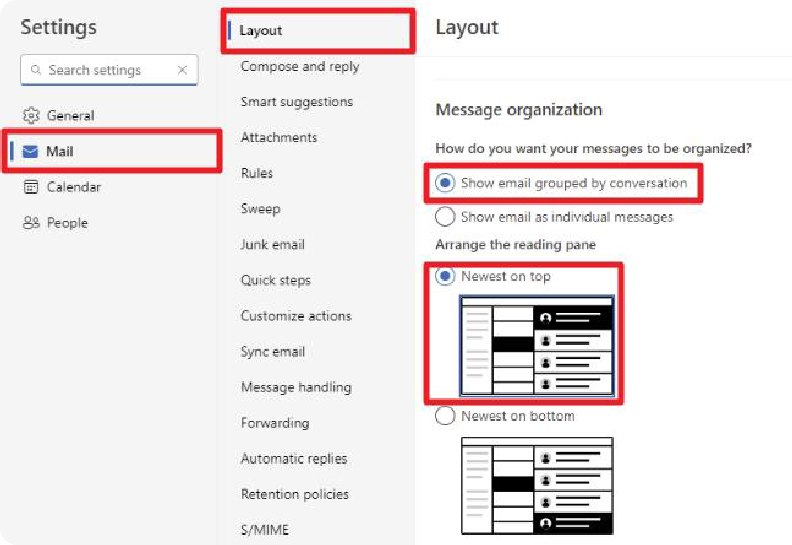 Settings
Search settings
General
Mail
Calendar
People
Layout
Compose and reply
Smart suggestions
Attachments
Rules
Sweep
Junk email
Quick steps
Customize actions
Sync email
Message handling
Forwarding
Automatic replies
Retention policies
S/MIME
Layout
Message organization
How do you want your messages to be organized?
Show email grouped by conversation
Show email as individual messages
Arrange the reading pane
Newest on top
Newest on bottom